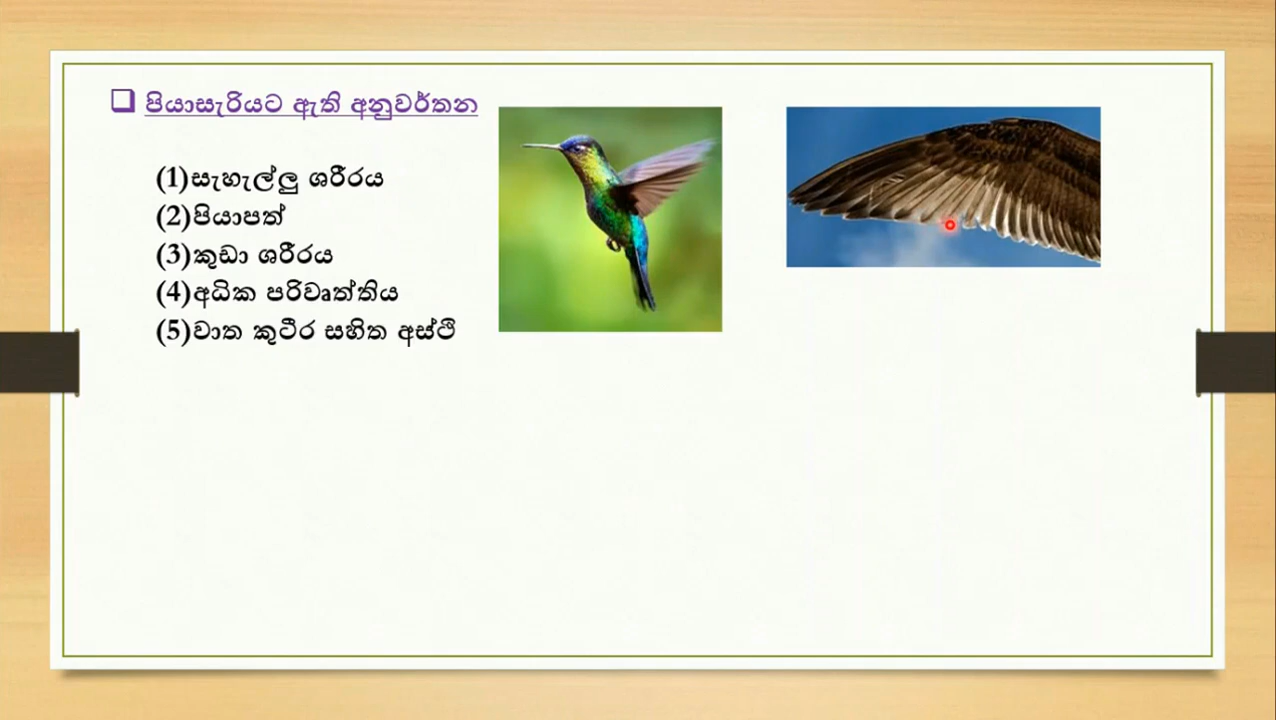 පියාසැරියට ඇති අනුවර්තන
(1)සැහැල්ලු ශරීරය
(2)පියාපත්
(3)කුඩා ශරීරය
(4)අධික පරිවෘත්තිය
(5)වාත කුටීර සහිත අස්ථි